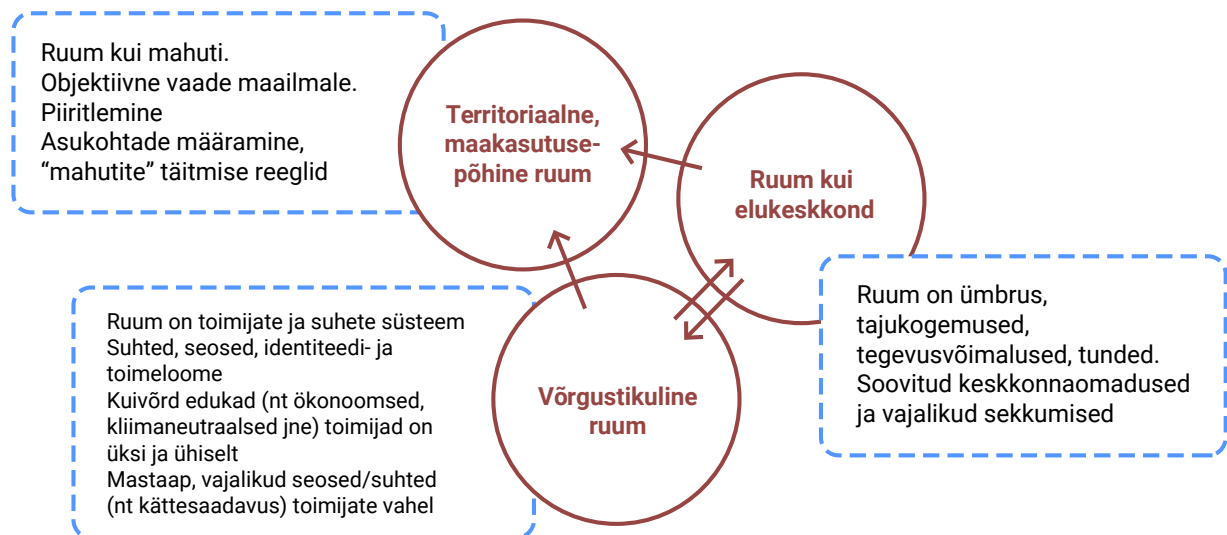 Ruum kui mahuti.
Objektiivne vaade maailmale.
Piiritlemine
Asukohtade määramine,
“mahutite” täitmise reeglid
Territoriaalne,
maakasutuse-
põhine ruum
Ruum kui
elukeskkond
Ruum on ümbrus,
tajukogemused,
tegevusvõimalused, tunded.
Soovitud keskkonnaomadused
ja vajalikud sekkumised
Ruum on toimijate ja suhete süsteem
Suhted, seosed, identiteedi- ja
toimeloome
Kuivõrd edukad (nt ökonoomsed,
kliimaneutraalsed jne) toimijad on
üksi ja ühiselt
Mastaap, vajalikud seosed/suhted
(nt kättesaadavus) toimijate vahel
Võrgustikuline
ruum